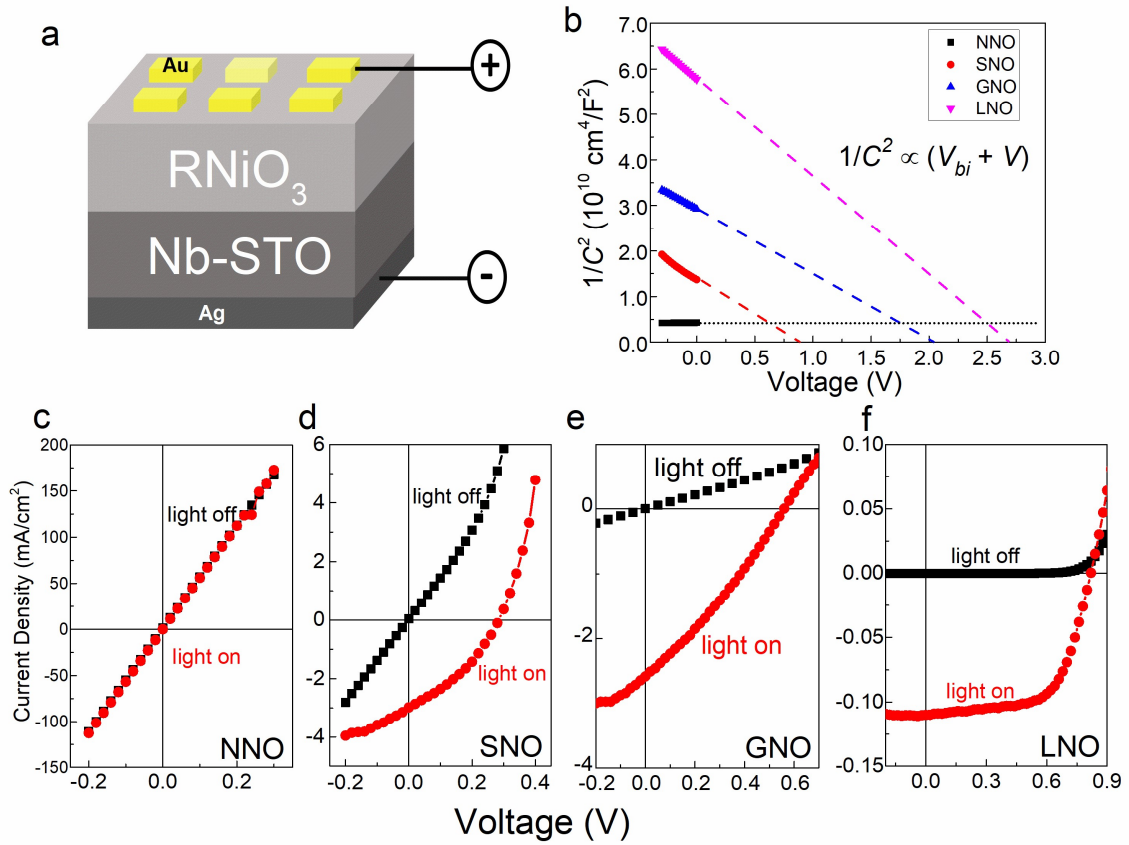 a
Au
+
RNiO₃
Nb-STO
-
Ag
b
7.0
6.0
5.0
4.0
3.0
2.0
1.0
0.0
1/C² (10¹⁰ cm⁴/F²)
NNO
SNO
GNO
LNO
1/C² ∝ (V_bi + V)
0.0 0.5 1.0 1.5 2.0 2.5 3.0
Voltage (V)
c
200
150
100
50
0
-50
-100
-150
Current Density (mA/cm²)
light off
light on
NNO
-0.2 0.0 0.2
d
6
4
2
0
-2
-4
light off
light on
SNO
-0.2 0.0 0.2 0.4
e
0
-2
-4
light off
light on
GNO
-0.2 0.0 0.2 0.4 0.6
f
0.10
0.05
0.00
-0.05
-0.10
-0.15
light off
light on
LNO
0.0 0.3 0.6 0.9
Voltage (V)